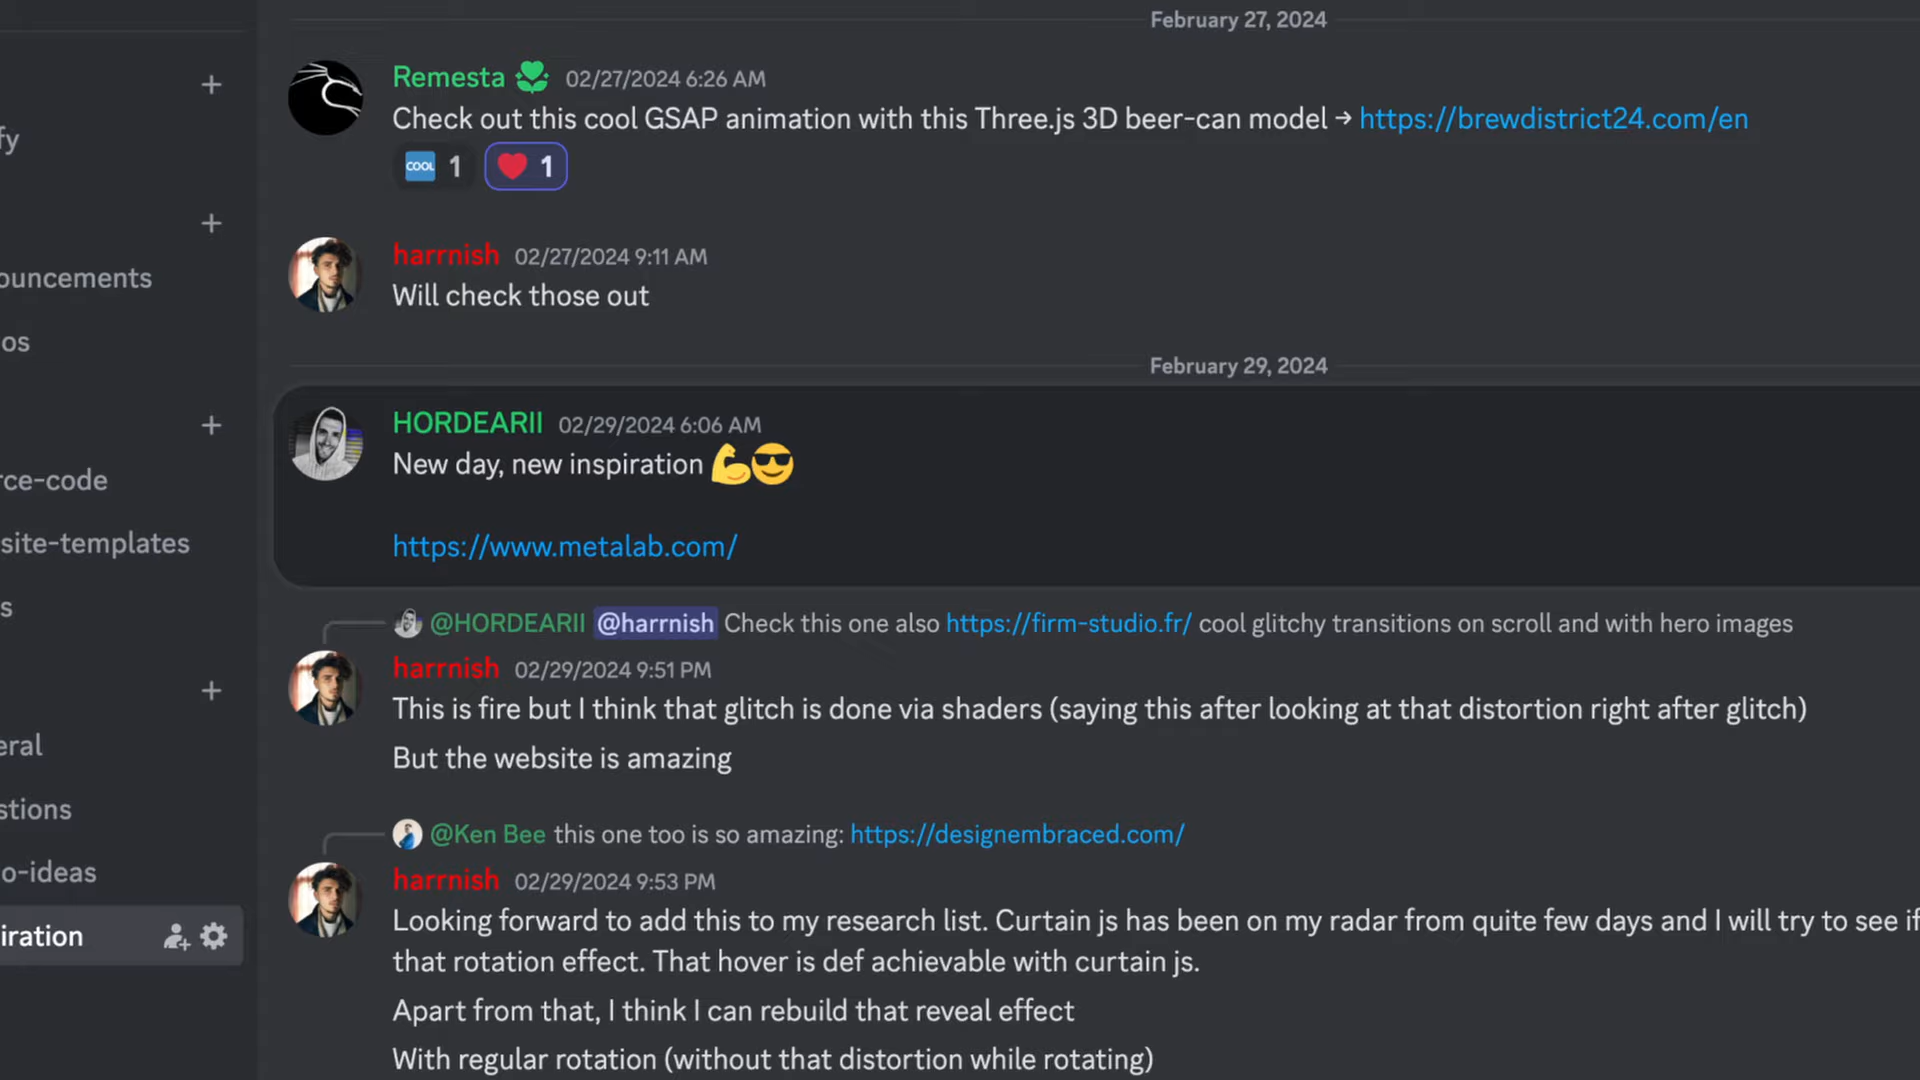 February 27, 2024
Remesta 02/27/2024 6:26 AM
Check out this cool GSAP animation with this Three.js 3D beer-can model → https://brewdistrict24.com/en
COOL 1 1
harrnish 02/27/2024 9:11 AM
Will check those out
February 29, 2024
HORDEARII 02/29/2024 6:06 AM
New day, new inspiration 💪😎
https://www.metalab.com/
@HORDEARII @harrnish Check this one also https://firm-studio.fr/ cool glitchy transitions on scroll and with hero images
harrnish 02/29/2024 9:51 PM
This is fire but I think that glitch is done via shaders (saying this after looking at that distortion right after glitch)
But the website is amazing
@Ken Bee this one too is so amazing: https://designembraced.com/
harrnish 02/29/2024 9:53 PM
Looking forward to add this to my research list. Curtain js has been on my radar from quite few days and I will try to see if
that rotation effect. That hover is def achievable with curtain js.
Apart from that, I think I can rebuild that reveal effect
With regular rotation (without that distortion while rotating)
fy
ouncements
os
rce-code
site-templates
s
eral
stions
o-ideas
iration